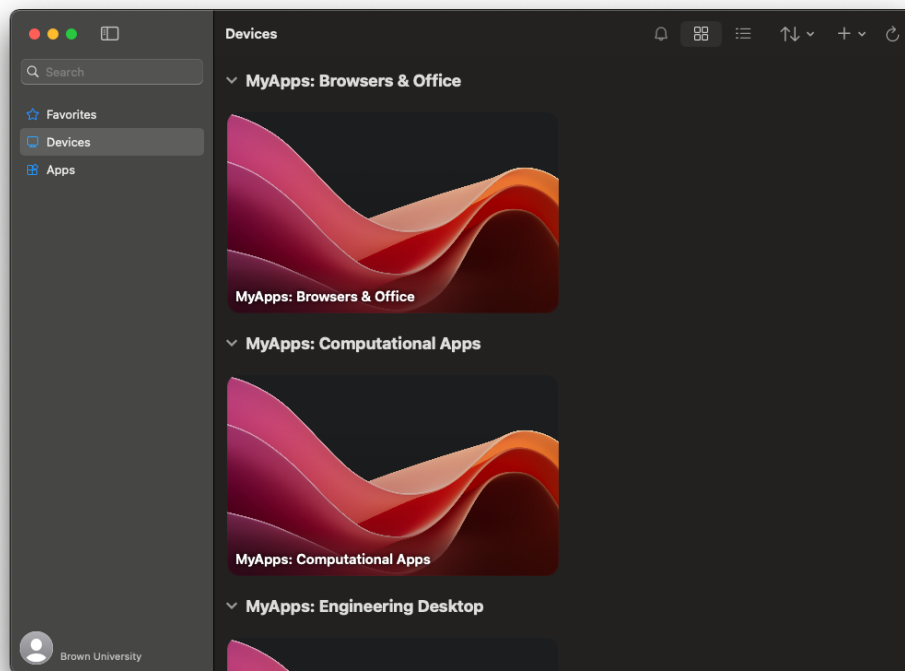 Devices
Search
Favorites
Devices
Apps
MyApps: Browsers & Office
MyApps: Browsers & Office
MyApps: Computational Apps
MyApps: Computational Apps
MyApps: Engineering Desktop
Brown University